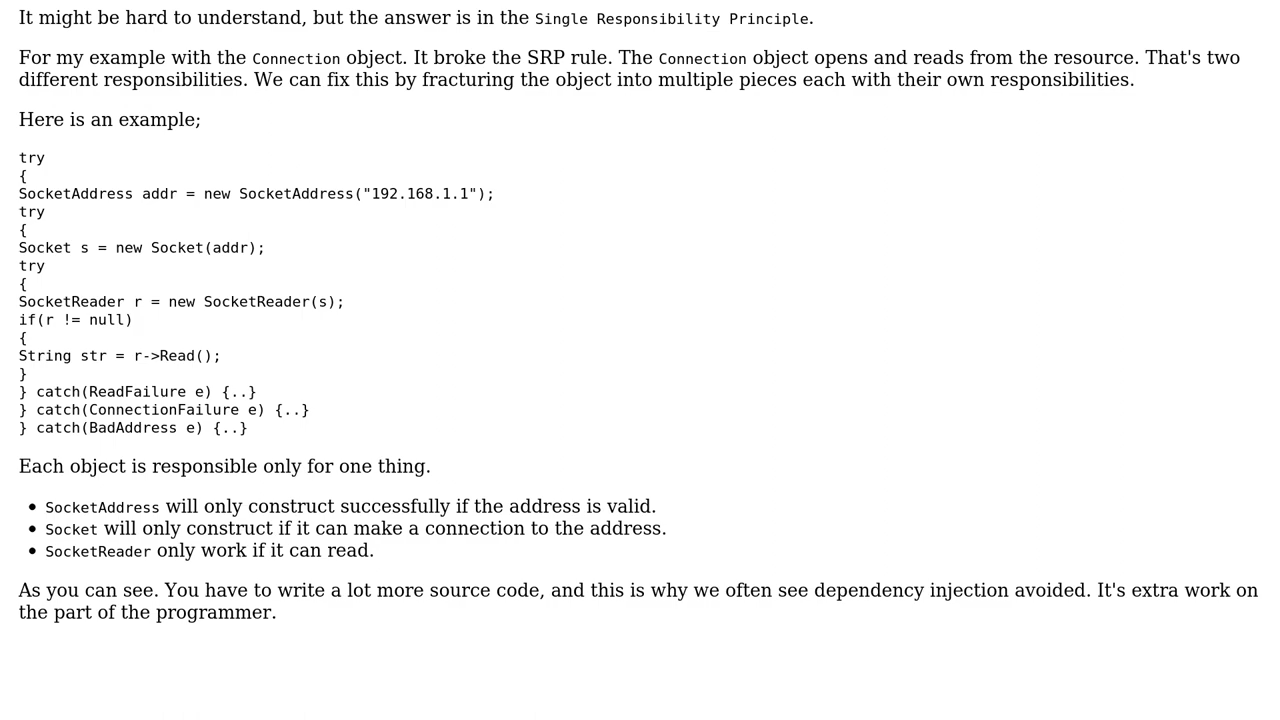 It might be hard to understand, but the answer is in the Single Responsibility Principle.
For my example with the Connection object. It broke the SRP rule. The Connection object opens and reads from the resource. That's two
different responsibilities. We can fix this by fracturing the object into multiple pieces each with their own responsibilities.
Here is an example;
try
{
SocketAddress addr = new SocketAddress("192.168.1.1");
try
{
Socket s = new Socket(addr);
try
{
SocketReader r = new SocketReader(s);
if(r != null)
{
String str = r->Read();
}
} catch(ReadFailure e) {..}
} catch(ConnectionFailure e) {..}
} catch(BadAddress e) {..}
Each object is responsible only for one thing.
• SocketAddress will only construct successfully if the address is valid.
• Socket will only construct if it can make a connection to the address.
• SocketReader only work if it can read.
As you can see. You have to write a lot more source code, and this is why we often see dependency injection avoided. It's extra work on
the part of the programmer.